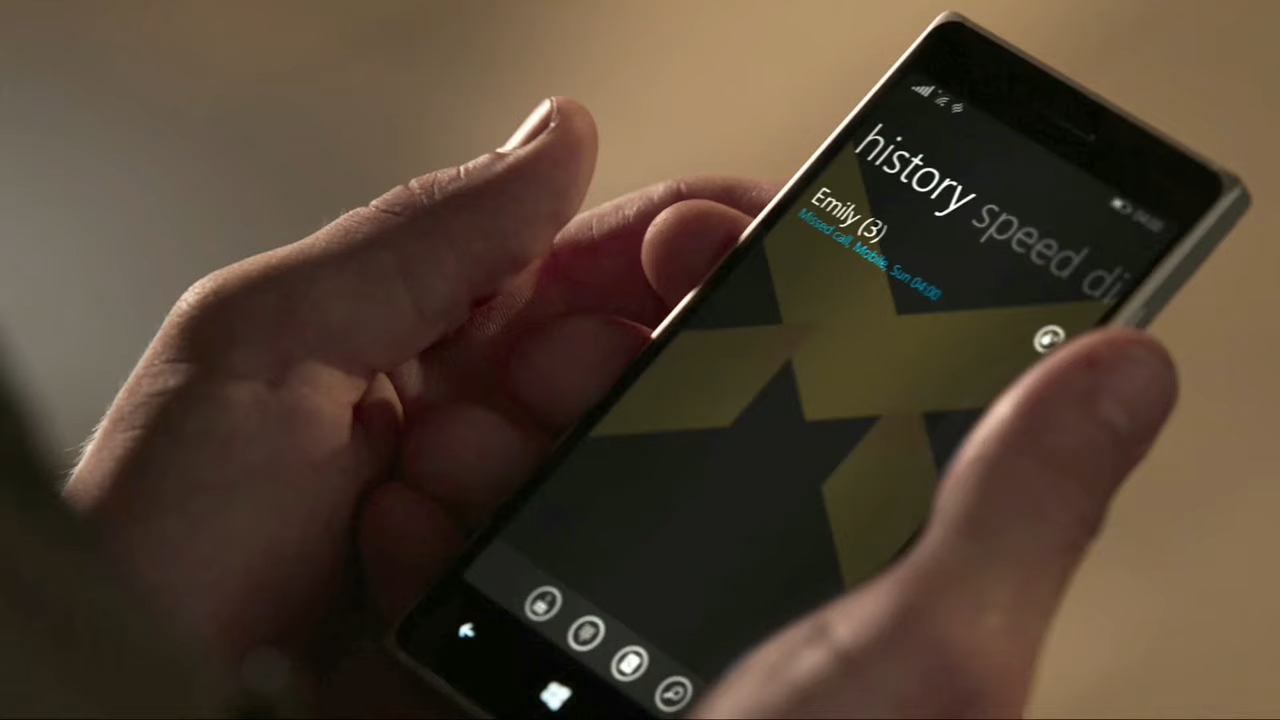 history speed di
Emily (3)
Missed call, Mobile, Sun 04:00